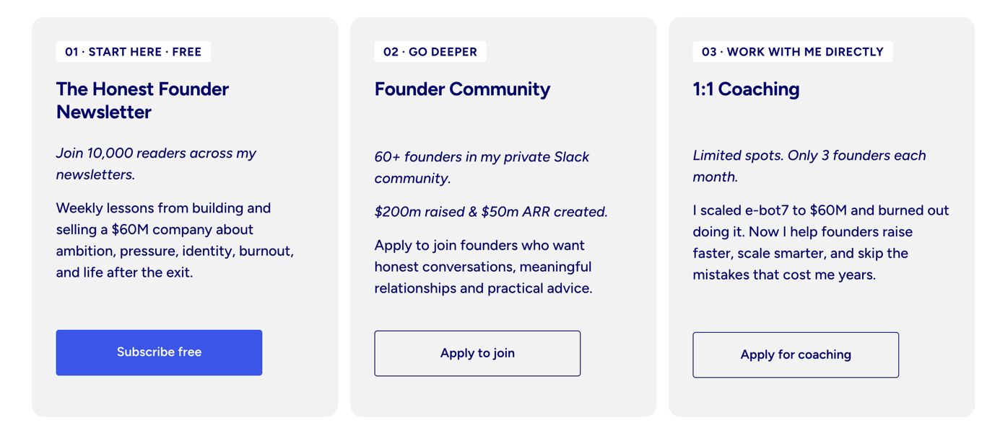 01 · START HERE · FREE
The Honest Founder
Newsletter
Join 10,000 readers across my
newsletters.
Weekly lessons from building and
selling a $60M company about
ambition, pressure, identity, burnout,
and life after the exit.
Subscribe free
02 · GO DEEPER
Founder Community
60+ founders in my private Slack
community.
$200m raised & $50m ARR created.
Apply to join founders who want
honest conversations, meaningful
relationships and practical advice.
Apply to join
03 · WORK WITH ME DIRECTLY
1:1 Coaching
Limited spots. Only 3 founders each
month.
I scaled e-bot7 to $60M and burned out
doing it. Now I help founders raise
faster, scale smarter, and skip the
mistakes that cost me years.
Apply for coaching